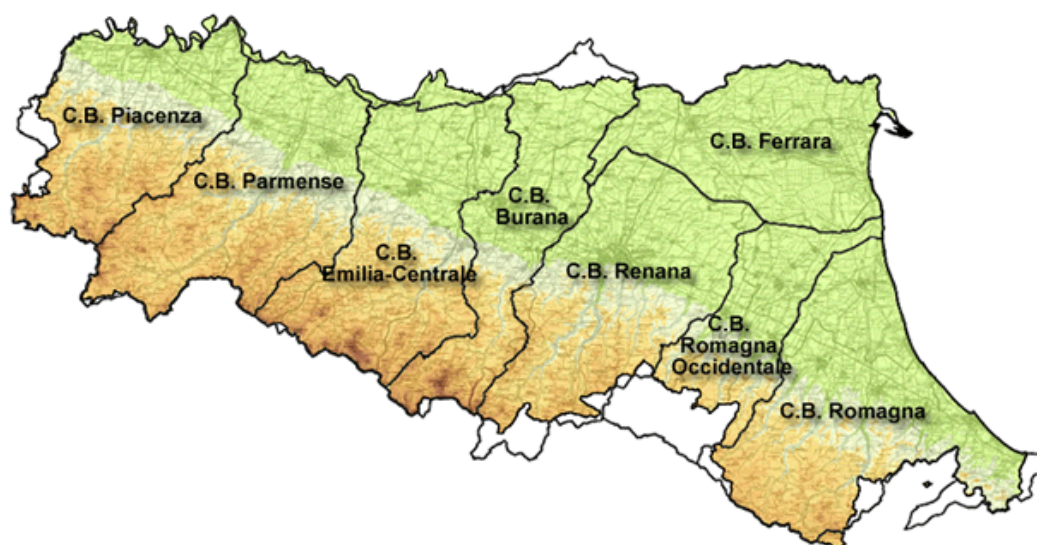 C.B. Piacenza
C.B. Ferrara
C.B. Parmense
C.B.
Burana
C.B.
Emilia-Centrale
C.B. Renana
C.B.
Romagna
Occidentale
C.B. Romagna